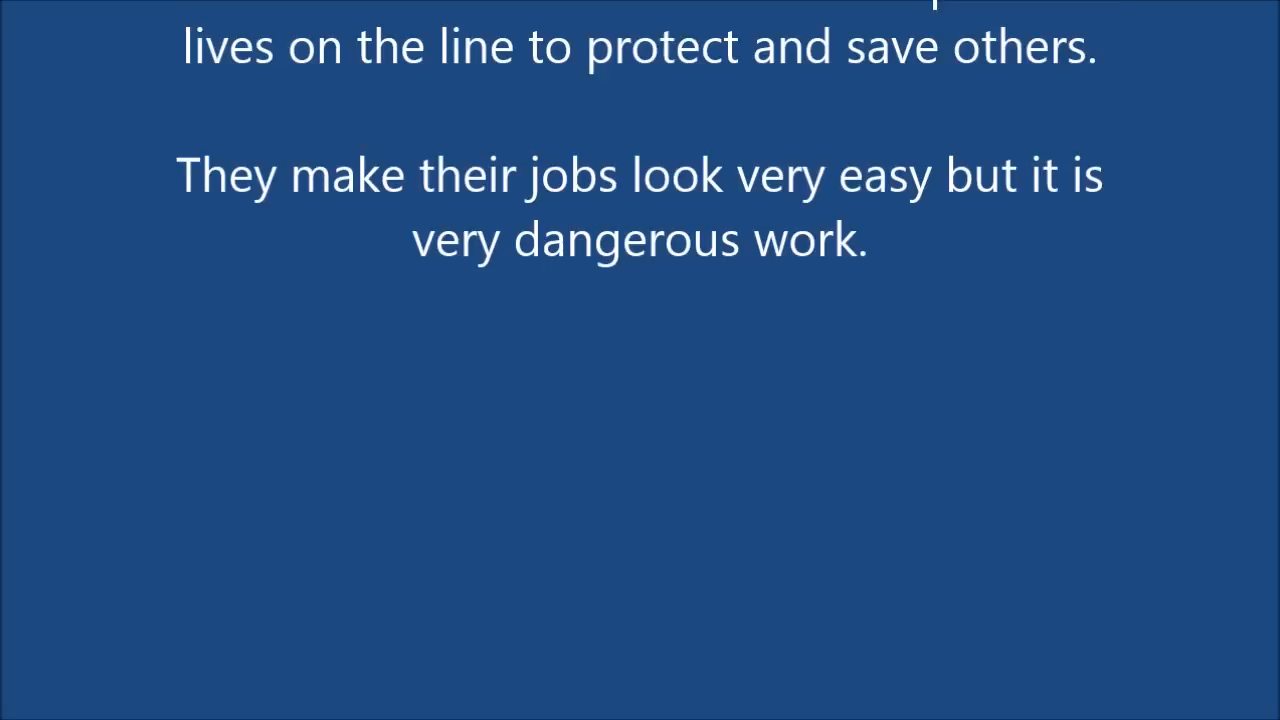 lives on the line to protect and save others.
They make their jobs look very easy but it is
very dangerous work.